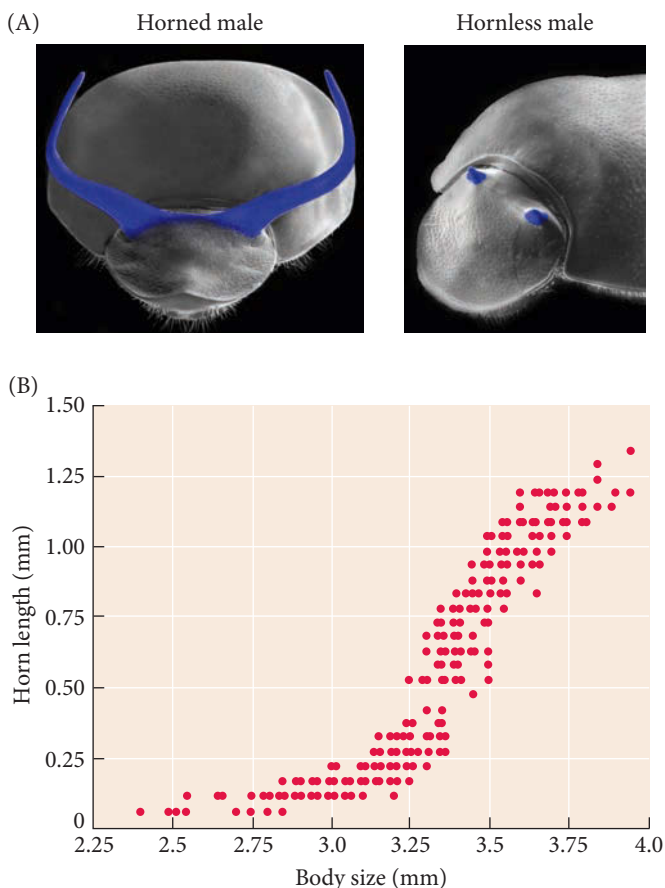 (A)
Horned male
Hornless male
(B)
1.50
1.25
1.00
0.75
0.50
0.25
0
Horn length (mm)
2.25 2.5 2.75 3.0 3.25 3.5 3.75 4.0
Body size (mm)